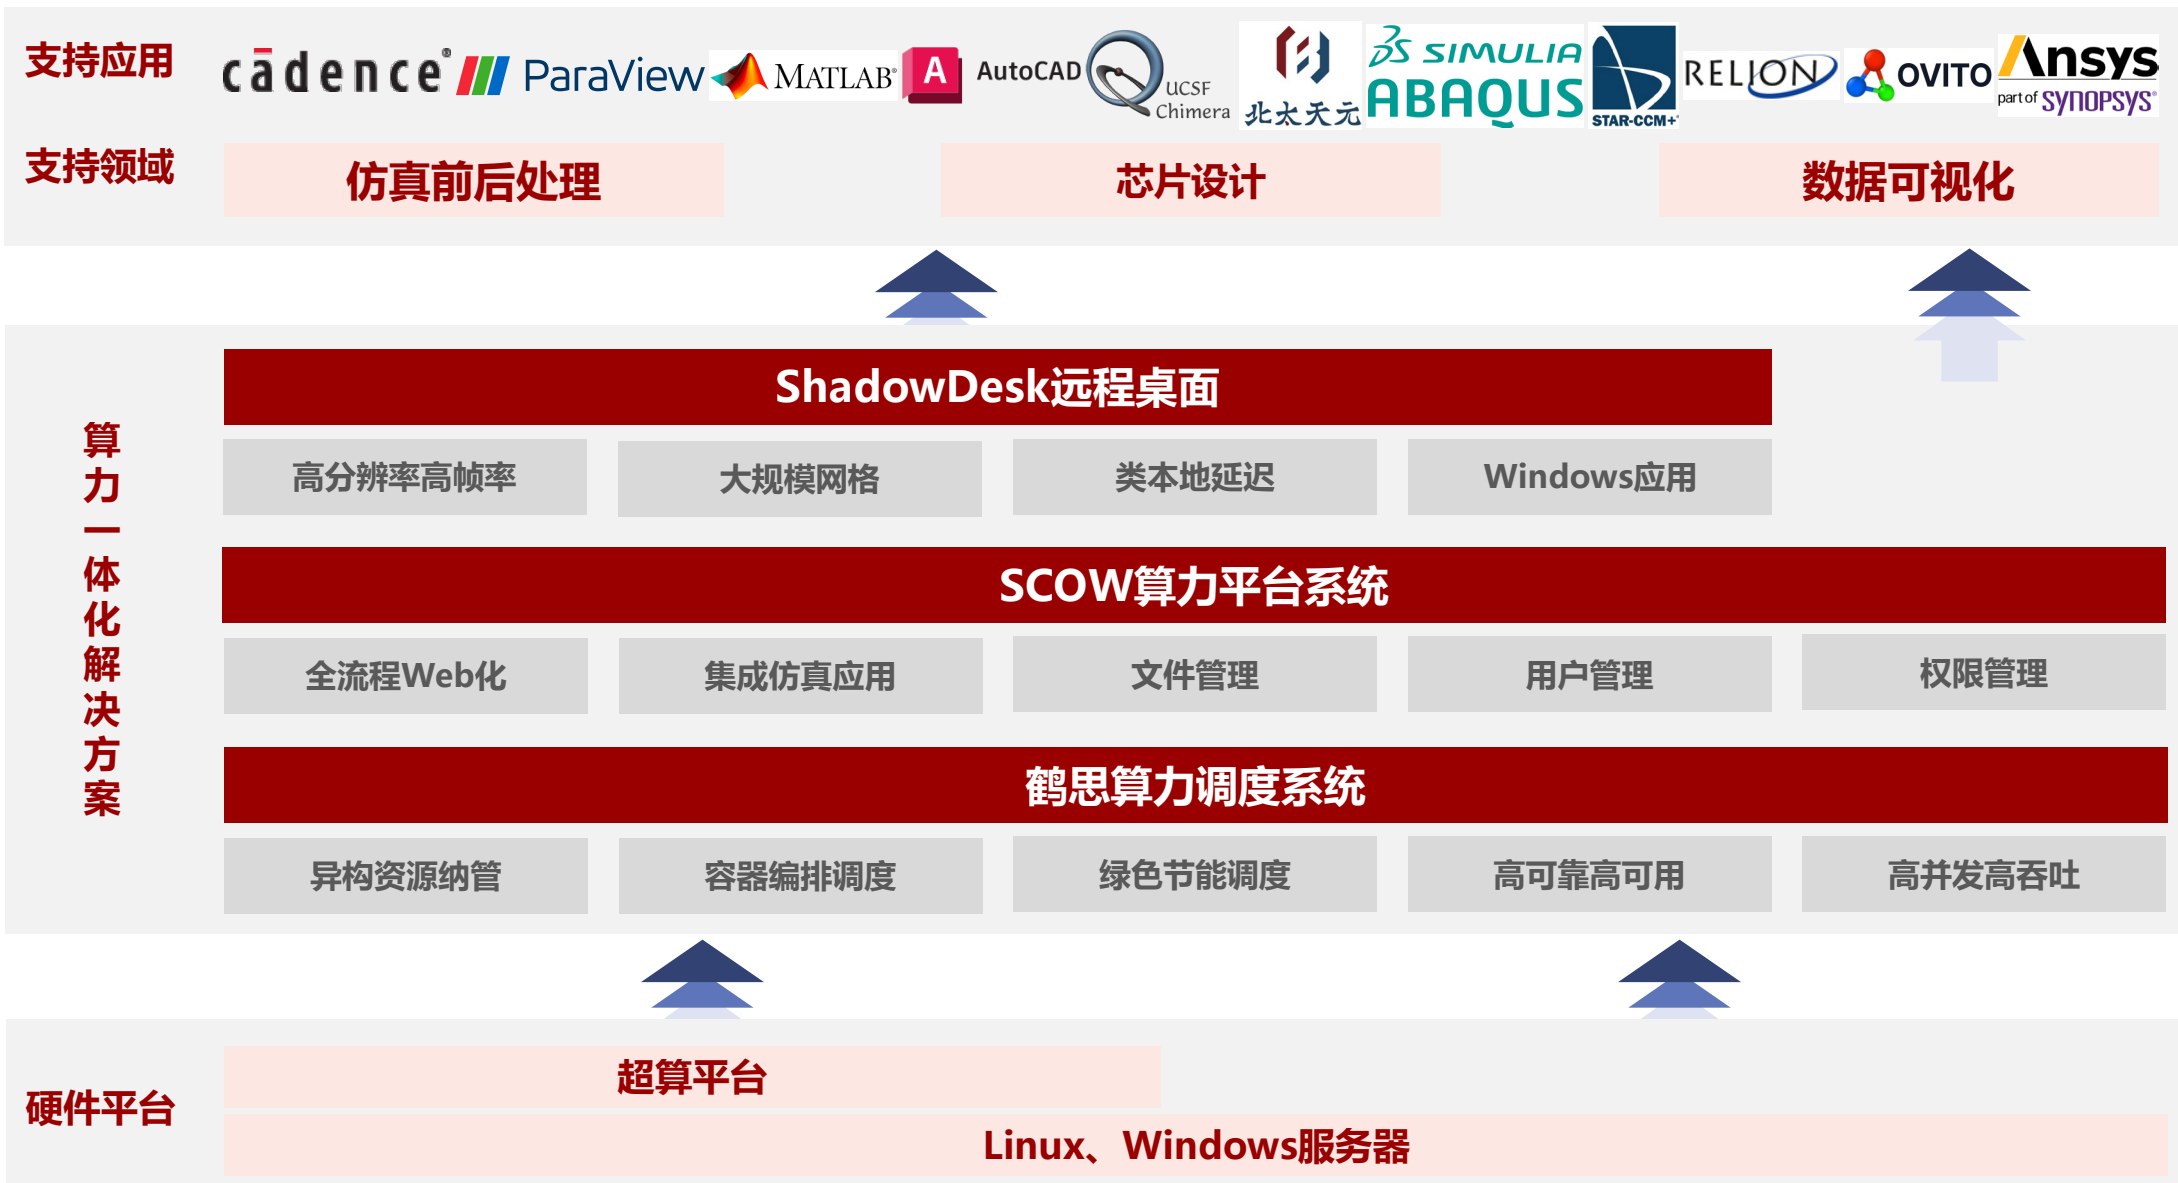 支持应用
cādence®
ParaView
MATLAB®
A
AutoCAD
UCSF
Chimera
北太天元
3S SIMULIA
ABAQUS
STAR-CCM+
RELION
OVITO
Ansys
part of SYNOPSYS®
支持领域
仿真前后处理
芯片设计
数据可视化
算力一体化解决方案
ShadowDesk远程桌面
高分辨率高帧率
大规模网格
类本地延迟
Windows应用
SCOW算力平台系统
全流程Web化
集成仿真应用
文件管理
用户管理
权限管理
鹤思算力调度系统
异构资源纳管
容器编排调度
绿色节能调度
高可靠高可用
高并发高吞吐
硬件平台
超算平台
Linux、Windows服务器